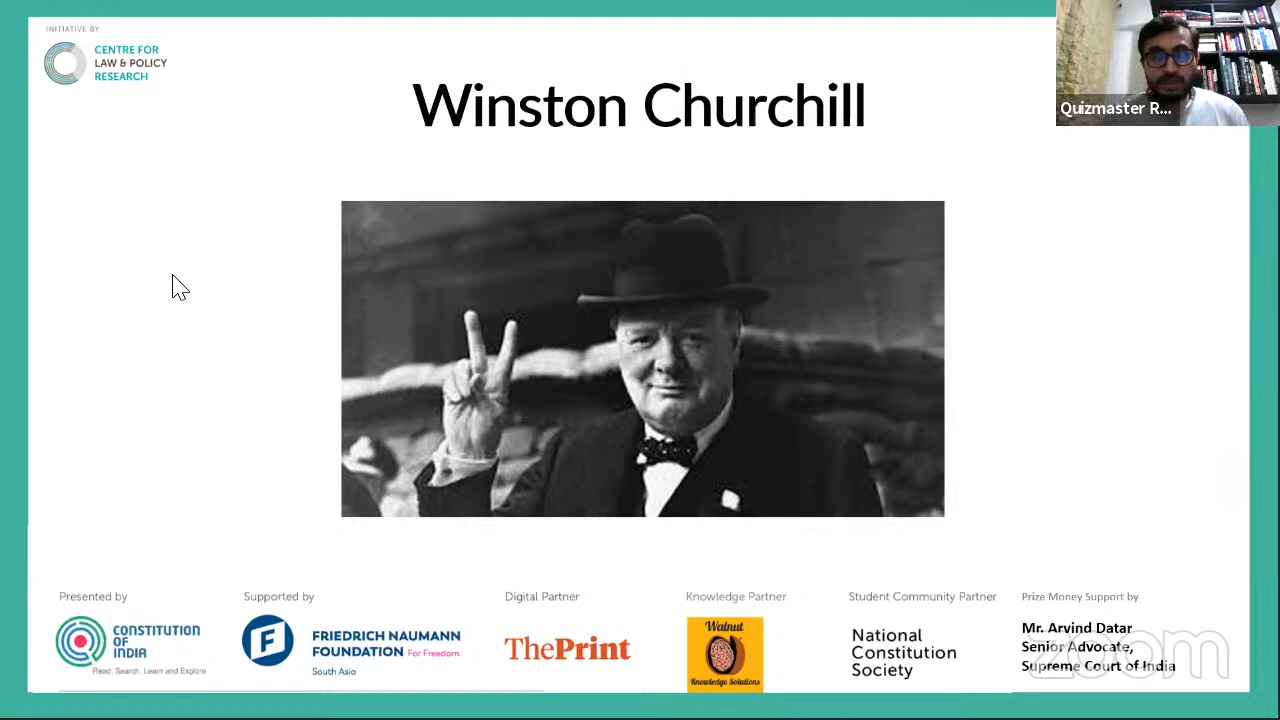 INITIATIVE BY
CENTRE FOR
LAW & POLICY
RESEARCH
Winston Churchill
Quizmaster R...
Presented by
CONSTITUTION
OF
INDIA
Read, Search, Learn and Explore
Supported by
FRIEDRICH NAUMANN
FOUNDATION For Freedom.
South Asia
Digital Partner
ThePrint
Knowledge Partner
Walnut
Knowledge Solutions
Student Community Partner
National
Constitution
Society
Prize Money Support by
Mr. Arvind Datar
Senior Advocate,
Supreme Court of India
zoom